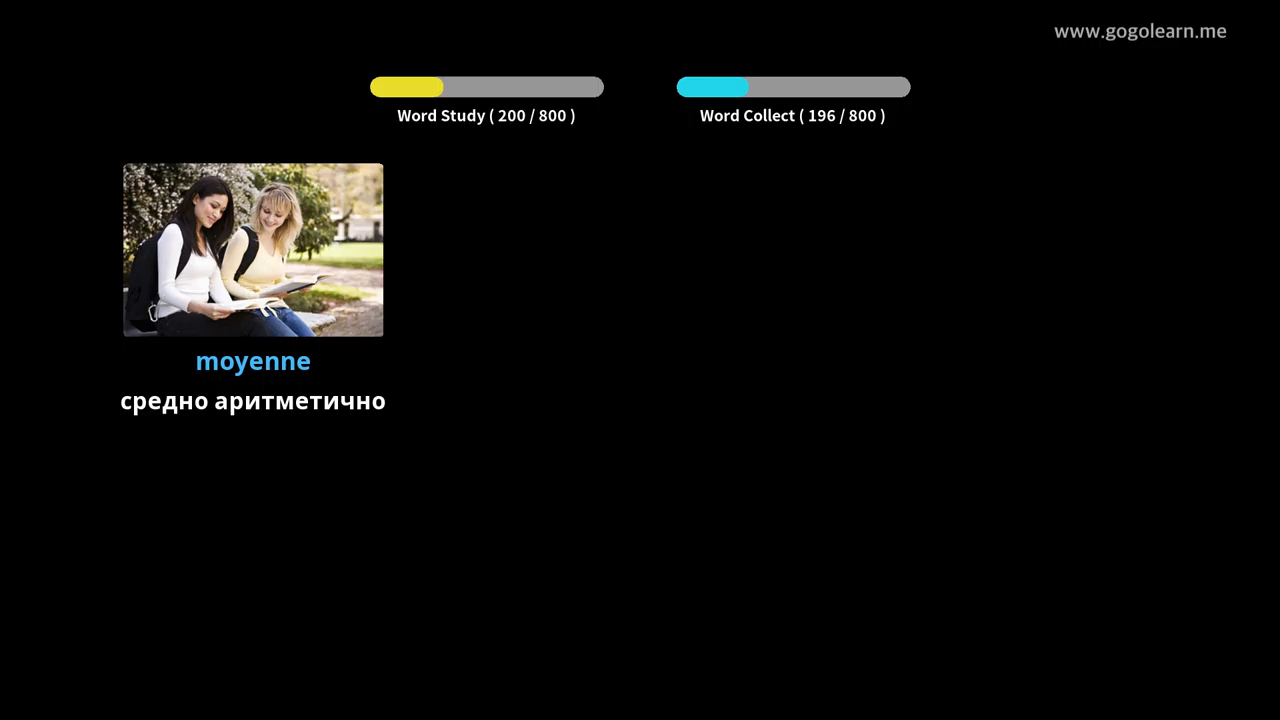 www.gogolearn.me
Word Study ( 200 / 800 )
Word Collect ( 196 / 800 )
moyenne
средно аритметично